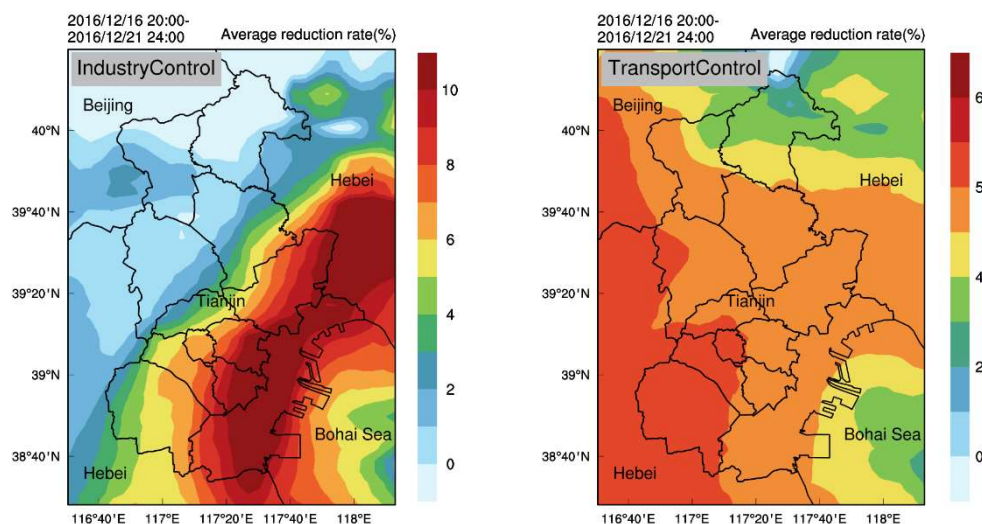 2016/12/16 20:00-
2016/12/21 24:00 Average reduction rate(%)
IndustryControl
Beijing
Hebei
Tianjin
Bohai Sea
Hebei
40°N
39°40'N
39°20'N
39°N
38°40'N
116°40'E 117°E 117°20'E 117°40'E 118°E
10
8
6
4
2
0
2016/12/16 20:00-
2016/12/21 24:00 Average reduction rate(%)
TransportControl
Beijing
Hebei
Tianjin
Bohai Sea
Hebei
40°N
39°40'N
39°20'N
39°N
38°40'N
116°40'E 117°E 117°20'E 117°40'E 118°E
6
5
4
2
0